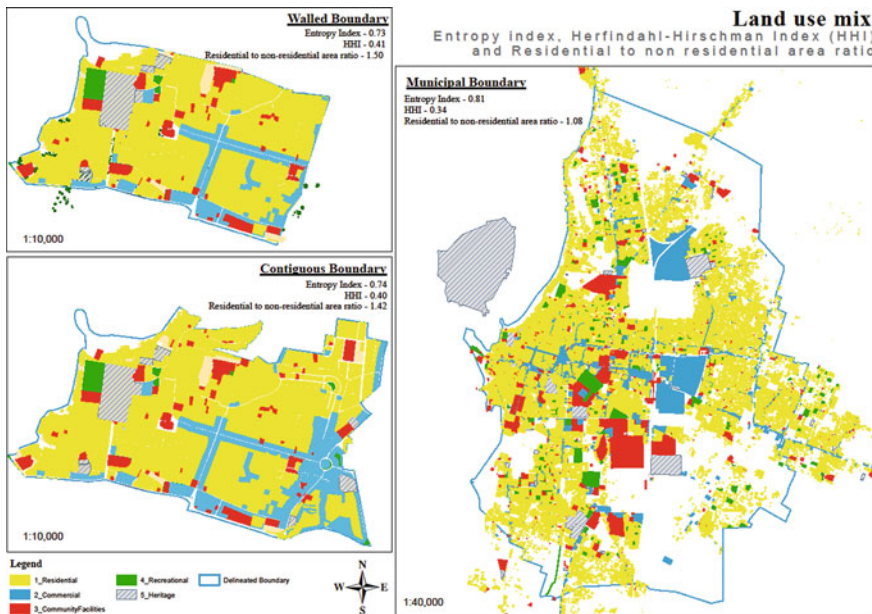 Land use mix
Entropy index, Herfindahl-Hirschman Index (HHI)
and Residential to non residential area ratio
Walled Boundary
Entropy Index - 0.73
HHI - 0.41
Residential to non-residential area ratio - 1.50
1:10,000
Contiguous Boundary
Entropy Index - 0.74
HHI - 0.40
Residential to non-residential area ratio - 1.42
1:10,000
Municipal Boundary
Entropy Index - 0.81
HHI - 0.34
Residential to non-residential area ratio - 1.08
1:40,000
Legend
1_Residential
2_Commercial
3_CommunityFacilities
4_Recreational
5_Heritage
Delineated Boundary
N
W
E
S